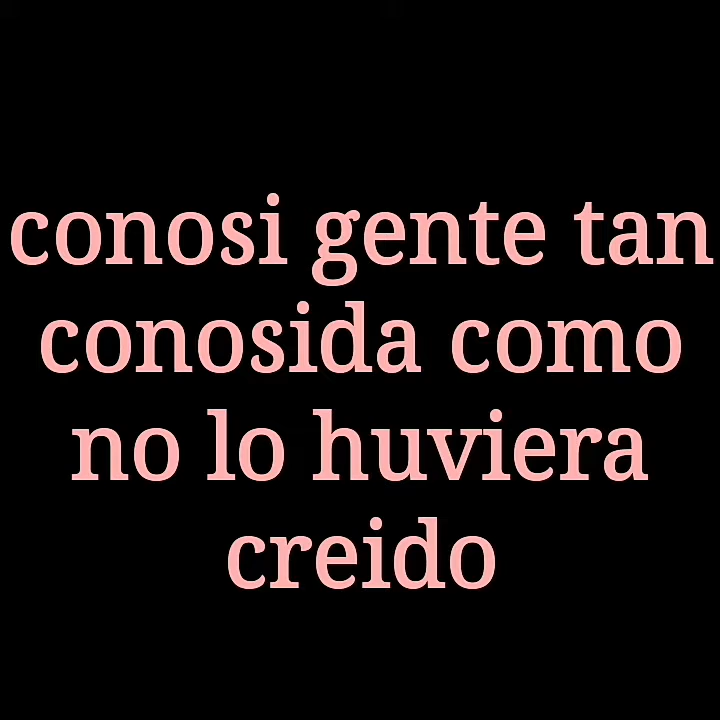 conosi gente tan
conosida como
no lo huviera
creido